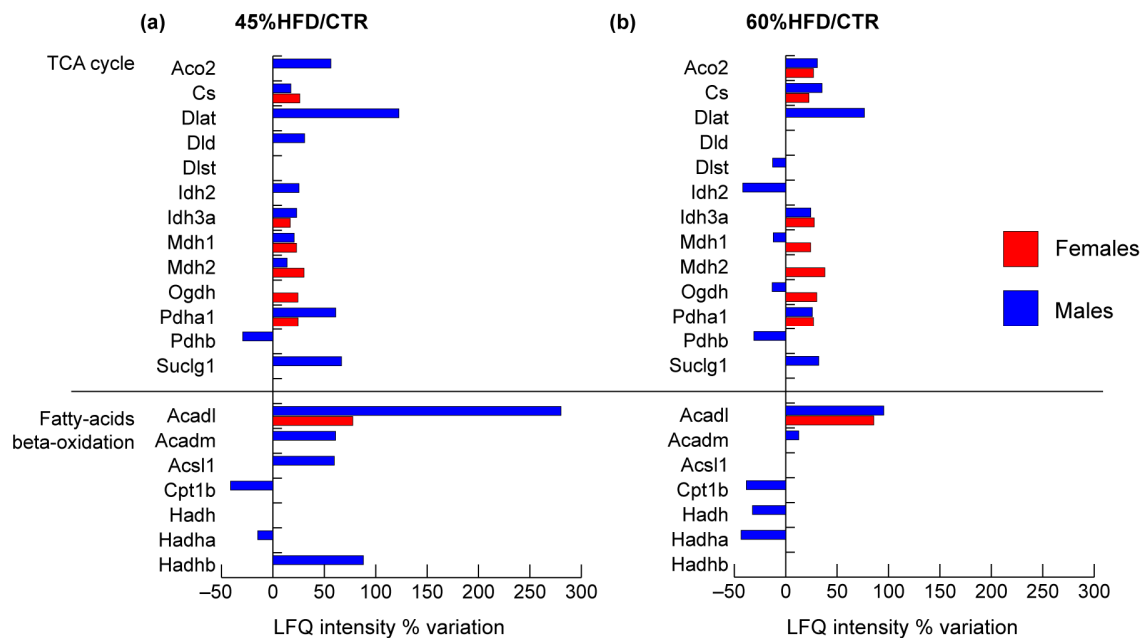 (a) 45%HFD/CTR
(b) 60%HFD/CTR
TCA cycle
Aco2
Cs
Dlat
Dld
Dlst
Idh2
Idh3a
Mdh1
Mdh2
Ogdh
Pdha1
Pdhb
Suclg1
Fatty-acids
beta-oxidation
Acadl
Acadm
Acsl1
Cpt1b
Hadh
Hadha
Hadhb
–50 0 50 100 150 200 250 300
LFQ intensity % variation
Aco2
Cs
Dlat
Dld
Dlst
Idh2
Idh3a
Mdh1
Mdh2
Ogdh
Pdha1
Pdhb
Suclg1
Acadl
Acadm
Acsl1
Cpt1b
Hadh
Hadha
Hadhb
–50 0 50 100 150 200 250 300
LFQ intensity % variation
Females
Males